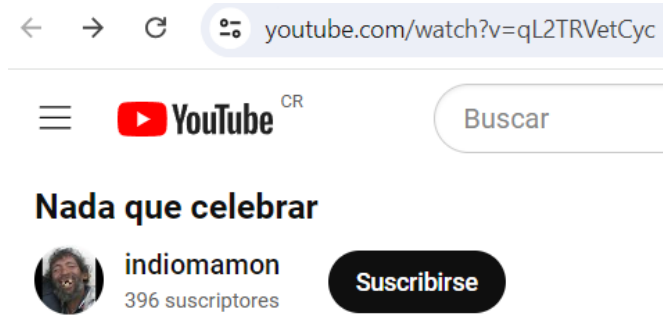 youtube.com/watch?v=qL2TRVetCyc
YouTube CR
Buscar
Nada que celebrar
indiomamon
396 suscriptores
Suscribirse